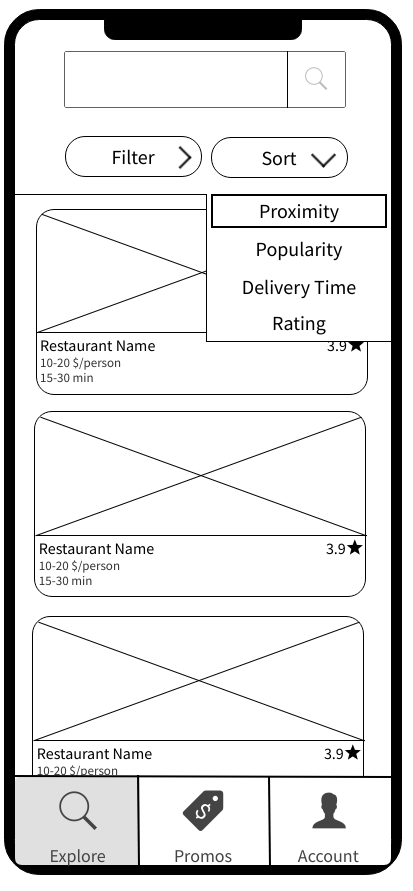 Filter
Sort
Proximity
Popularity
Delivery Time
Rating
Restaurant Name
3.9★
10-20 $/person
15-30 min
Restaurant Name
3.9★
10-20 $/person
15-30 min
Restaurant Name
3.9★
10-20 $/person
$
Explore
Promos
Account